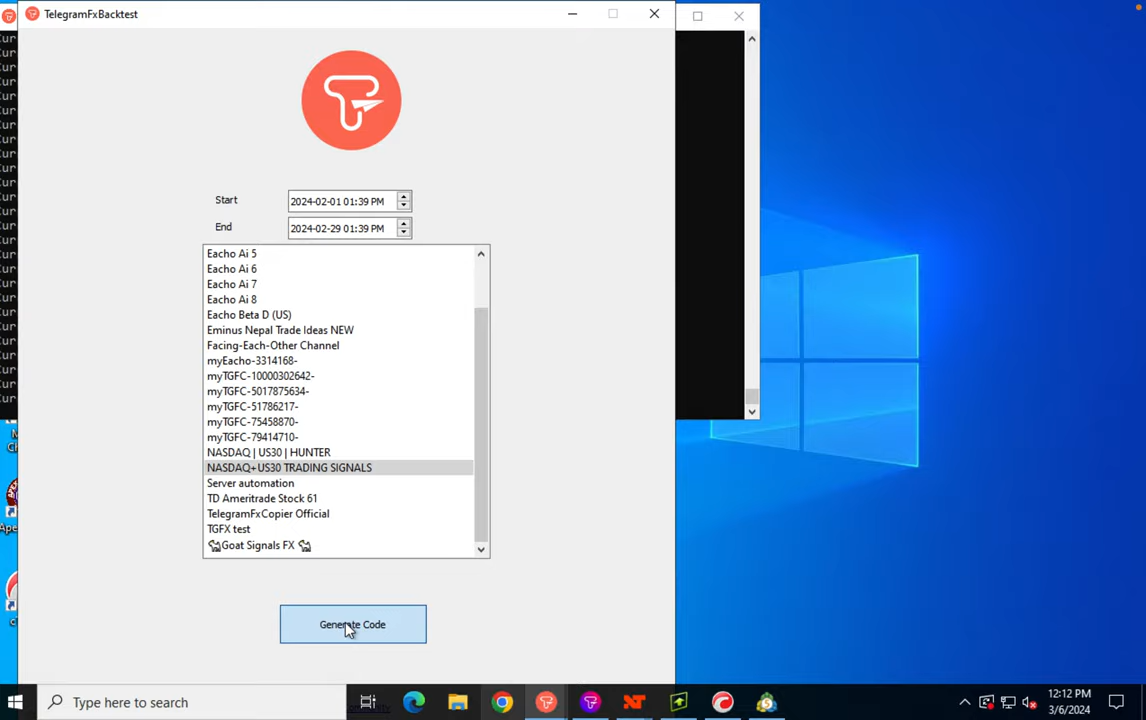 TelegramFxBacktest
Start
2024-02-01 01:39 PM
End
2024-02-29 01:39 PM
Eacho Ai 5
Eacho Ai 6
Eacho Ai 7
Eacho Ai 8
Eacho Beta D (US)
Eminus Nepal Trade Ideas NEW
Facing-Each-Other Channel
myEacho-3314168-
myTGFC-10000302642-
myTGFC-5017875634-
myTGFC-51786217-
myTGFC-75458870-
myTGFC-79414710-
NASDAQ | US30 | HUNTER
NASDAQ+US30 TRADING SIGNALS
Server automation
TD Ameritrade Stock 61
TelegramFxCopier Official
TGFX test
🐐Goat Signals FX 🐐
Generate Code
Type here to search
12:12 PM
3/6/2024